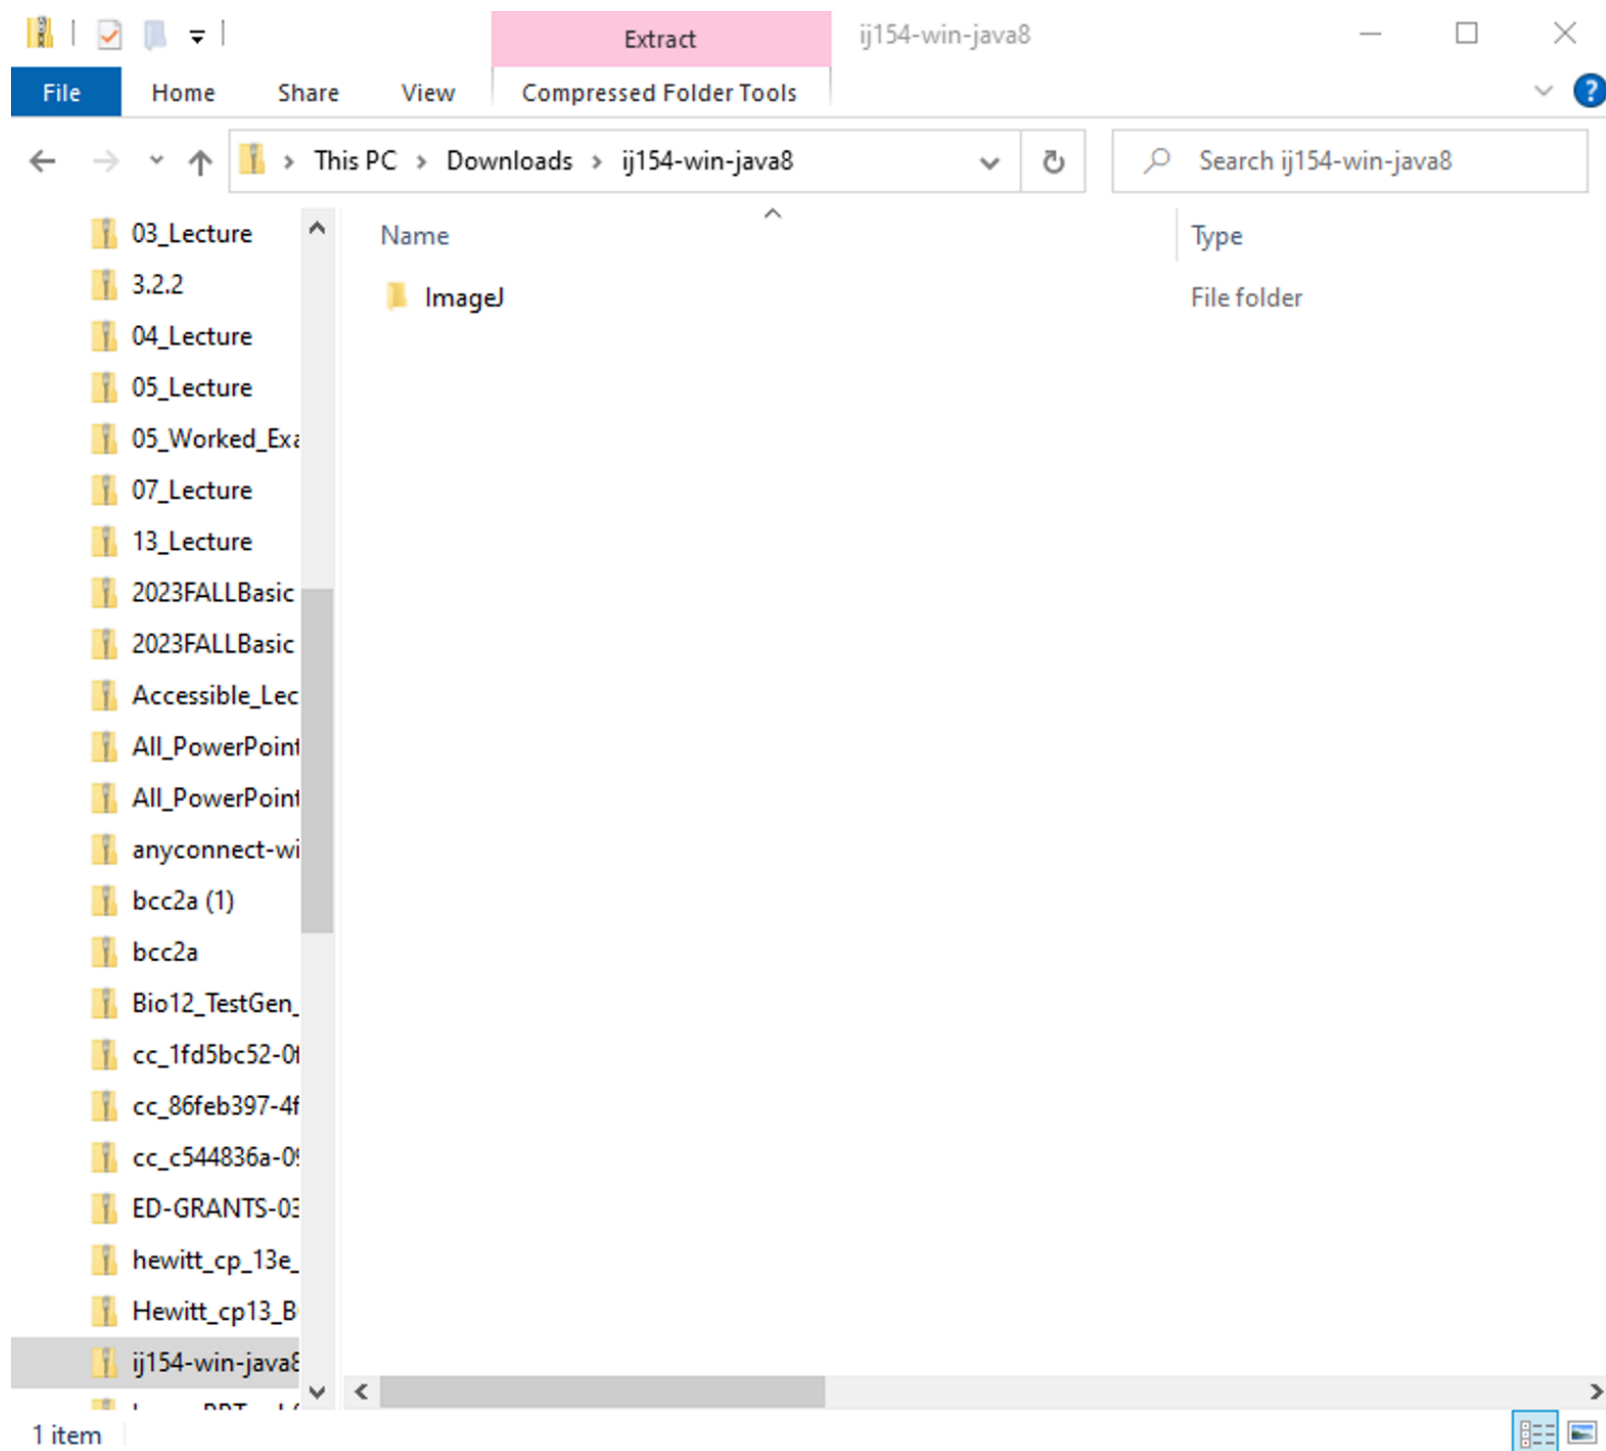 Extract
ij154-win-java8
File Home Share View Compressed Folder Tools
This PC > Downloads > ij154-win-java8
Search ij154-win-java8
Name Type
ImageJ File folder
03_Lecture
3.2.2
04_Lecture
05_Lecture
05_Worked_Exa
07_Lecture
13_Lecture
2023FALLBasic
2023FALLBasic
Accessible_Lec
All_PowerPoint
All_PowerPoint
anyconnect-wi
bcc2a (1)
bcc2a
Bio12_TestGen_
cc_1fd5bc52-0f
cc_86feb397-4f
cc_c544836a-09
ED-GRANTS-03
hewitt_cp_13e_
Hewitt_cp13_B
ij154-win-java8
1 item